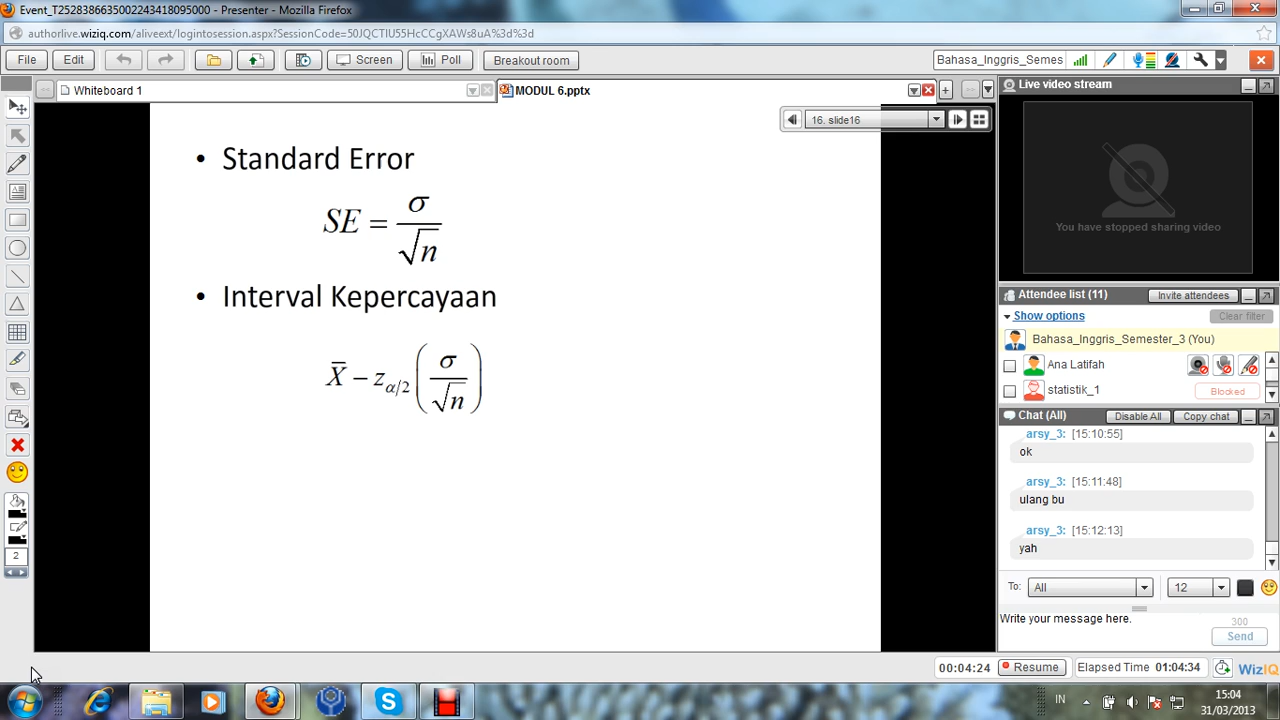 Event_T2528386635002243418095000 - Presenter - Mozilla Firefox
authorlive.wiziq.com/aliveext/logintosession.aspx?SessionCode=50JQCTIU55HcCCgXAWs8uA%3d%3d
File Edit Screen Poll Breakout room Bahasa_Inggris_Semes
Whiteboard 1 MODUL 6.pptx
16. slide16
• Standard Error
SE = σ / √n
• Interval Kepercayaan
X̄ − z α/2 ( σ / √n )
2
Live video stream
You have stopped sharing video
Attendee list (11) Invite attendees
Show options Clear filter
Bahasa_Inggris_Semester_3 (You)
Ana Latifah
statistik_1 Blocked
Chat (All) Disable All Copy chat
arsy_3: [15:10:55]
ok
arsy_3: [15:11:48]
ulang bu
arsy_3: [15:12:13]
yah
To: All 12
Write your message here. 300
Send
00:04:24 Resume Elapsed Time 01:04:34 WizIQ
IN 15:04
31/03/2013